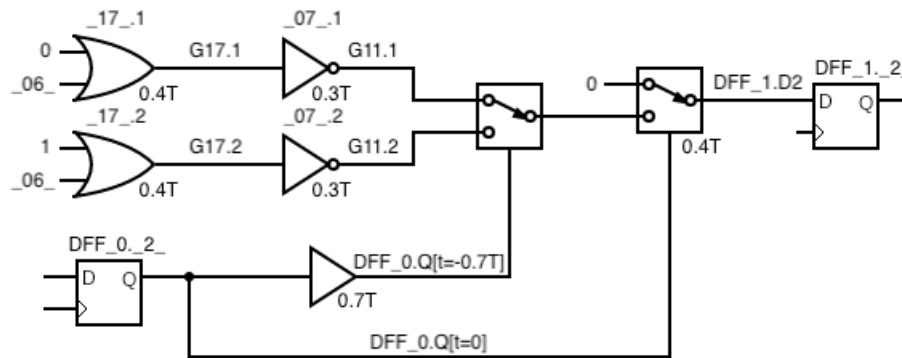 _17_.1
_07_.1
0
G17.1
G11.1
_06_
0.4T
0.3T
0
DFF_1.D2
DFF_1._2_
D
Q
0.4T
_17_.2
_07_.2
1
G17.2
G11.2
_06_
0.4T
0.3T
DFF_0._2_
D
Q
DFF_0.Q[t=-0.7T]
0.7T
DFF_0.Q[t=0]